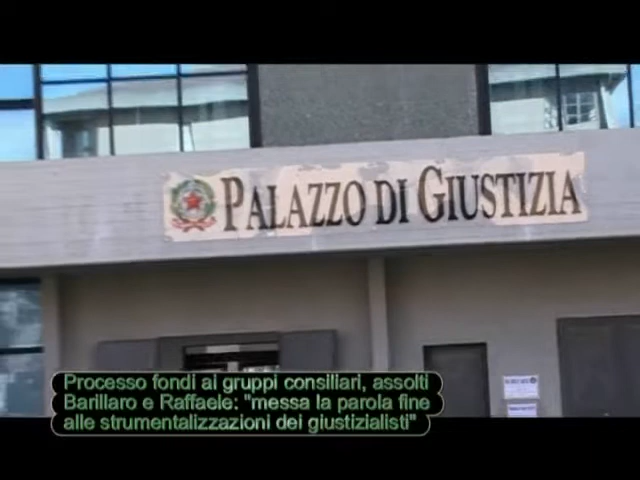 PALAZZO DI GIUSTIZIA
Processo fondi ai gruppi consiliari, assolti
Barillaro e Raffaele: "messa la parola fine
alle strumentalizzazioni dei giustizialisti"